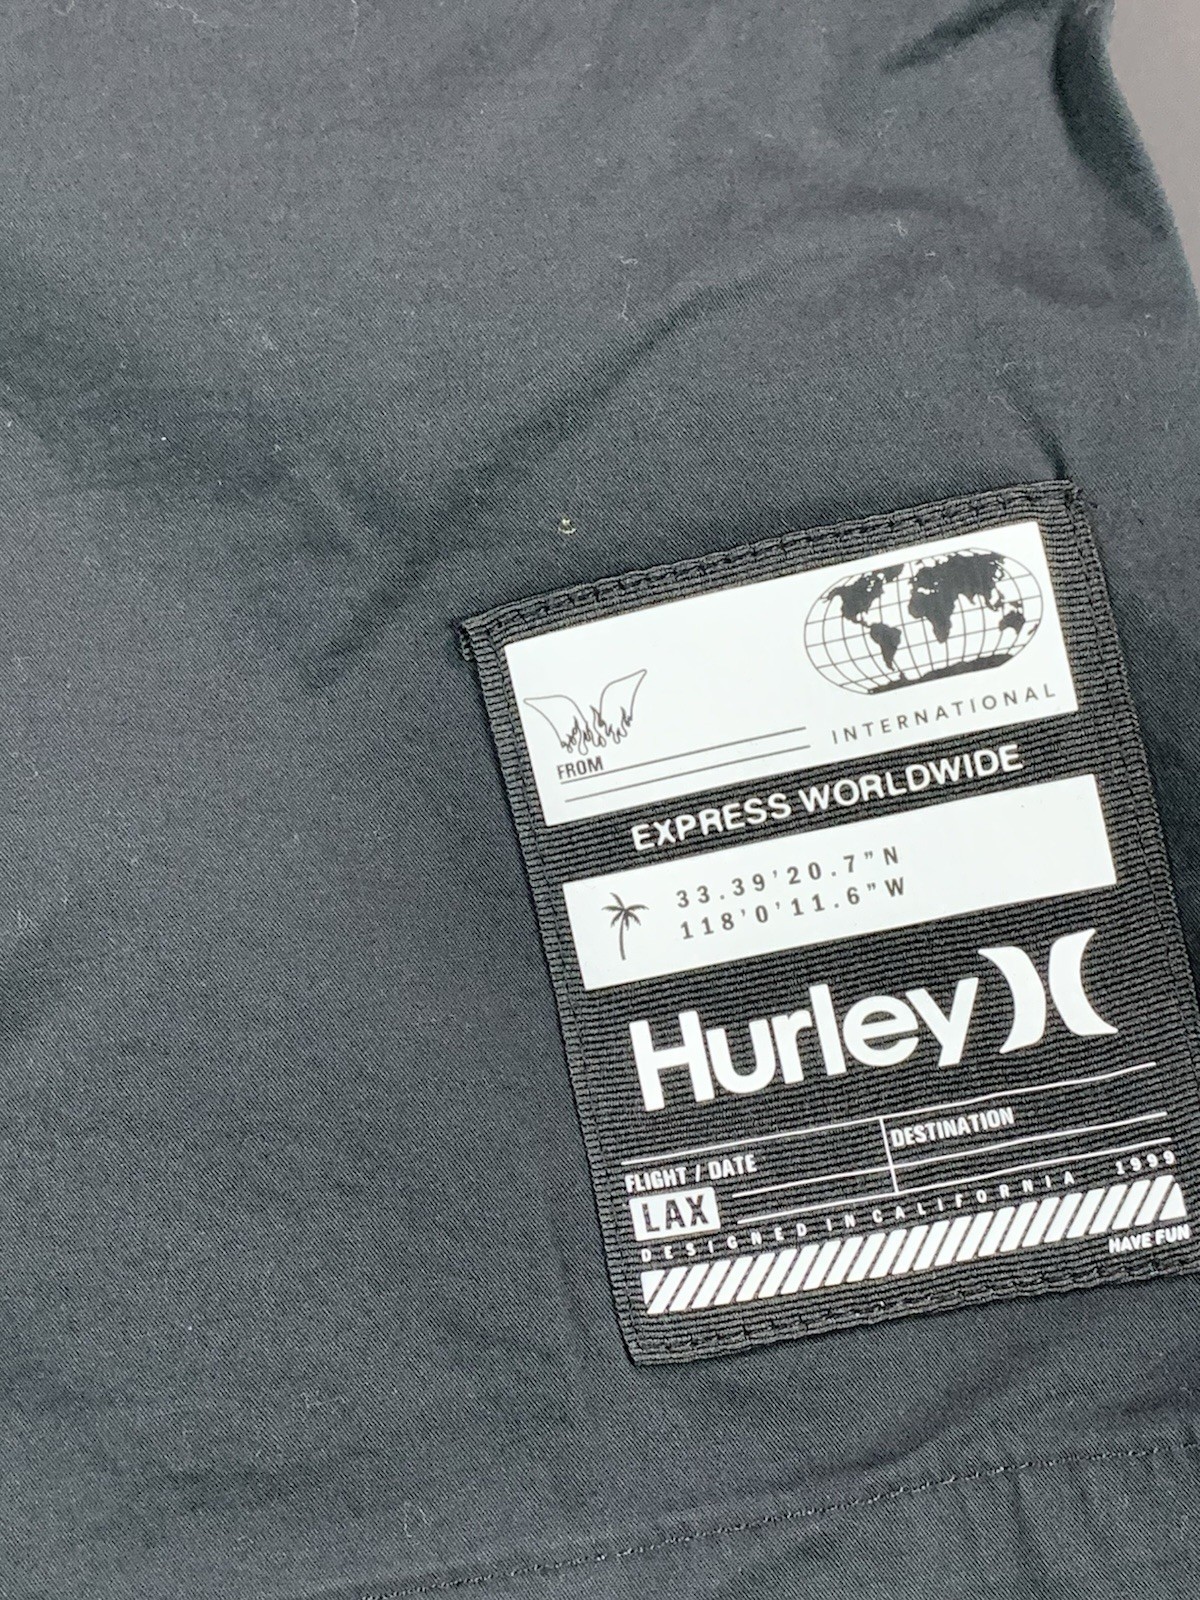 INTERNATIONAL
FROM
EXPRESS WORLDWIDE
33.39'20.7"N
118'0'11.6"W
Hurley
DESTINATION
FLIGHT / DATE
LAX
DESIGNED IN CALIFORNIA 1999
HAVE FUN